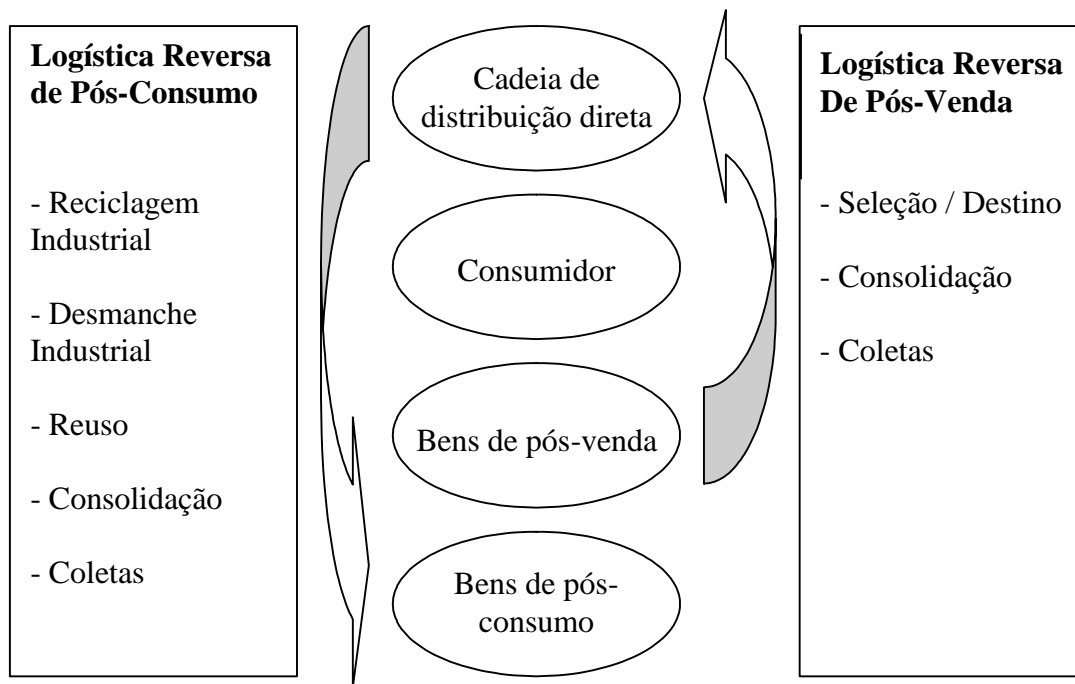 Logística Reversa
de Pós-Consumo
- Reciclagem
Industrial
- Desmanche
Industrial
- Reuso
- Consolidação
- Coletas
Cadeia de
distribuição direta
Consumidor
Bens de pós-venda
Bens de pós-
consumo
Logística Reversa
De Pós-Venda
- Seleção / Destino
- Consolidação
- Coletas